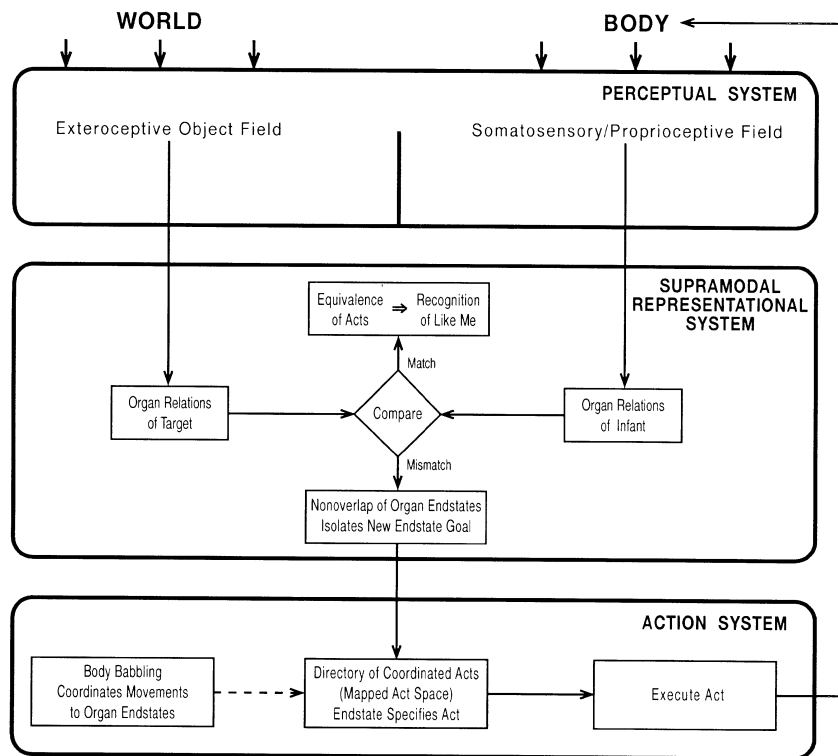 WORLD
BODY
PERCEPTUAL SYSTEM
Exteroceptive Object Field
Somatosensory/Proprioceptive Field
SUPRAMODAL
REPRESENTATIONAL
SYSTEM
Equivalence
of Acts
⇒
Recognition
of Like Me
Match
Organ Relations
of Target
Compare
Organ Relations
of Infant
Mismatch
Nonoverlap of Organ Endstates
Isolates New Endstate Goal
ACTION SYSTEM
Body Babbling
Coordinates Movements
to Organ Endstates
Directory of Coordinated Acts
(Mapped Act Space)
Endstate Specifies Act
Execute Act